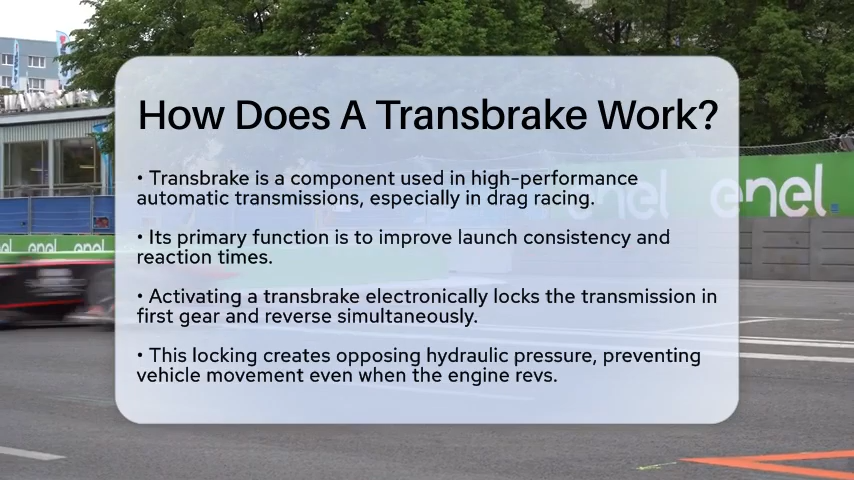 How Does A Transbrake Work?
• Transbrake is a component used in high-performance
automatic transmissions, especially in drag racing.
• Its primary function is to improve launch consistency and
reaction times.
• Activating a transbrake electronically locks the transmission in
first gear and reverse simultaneously.
• This locking creates opposing hydraulic pressure, preventing
vehicle movement even when the engine revs.
enel enel
enel enel